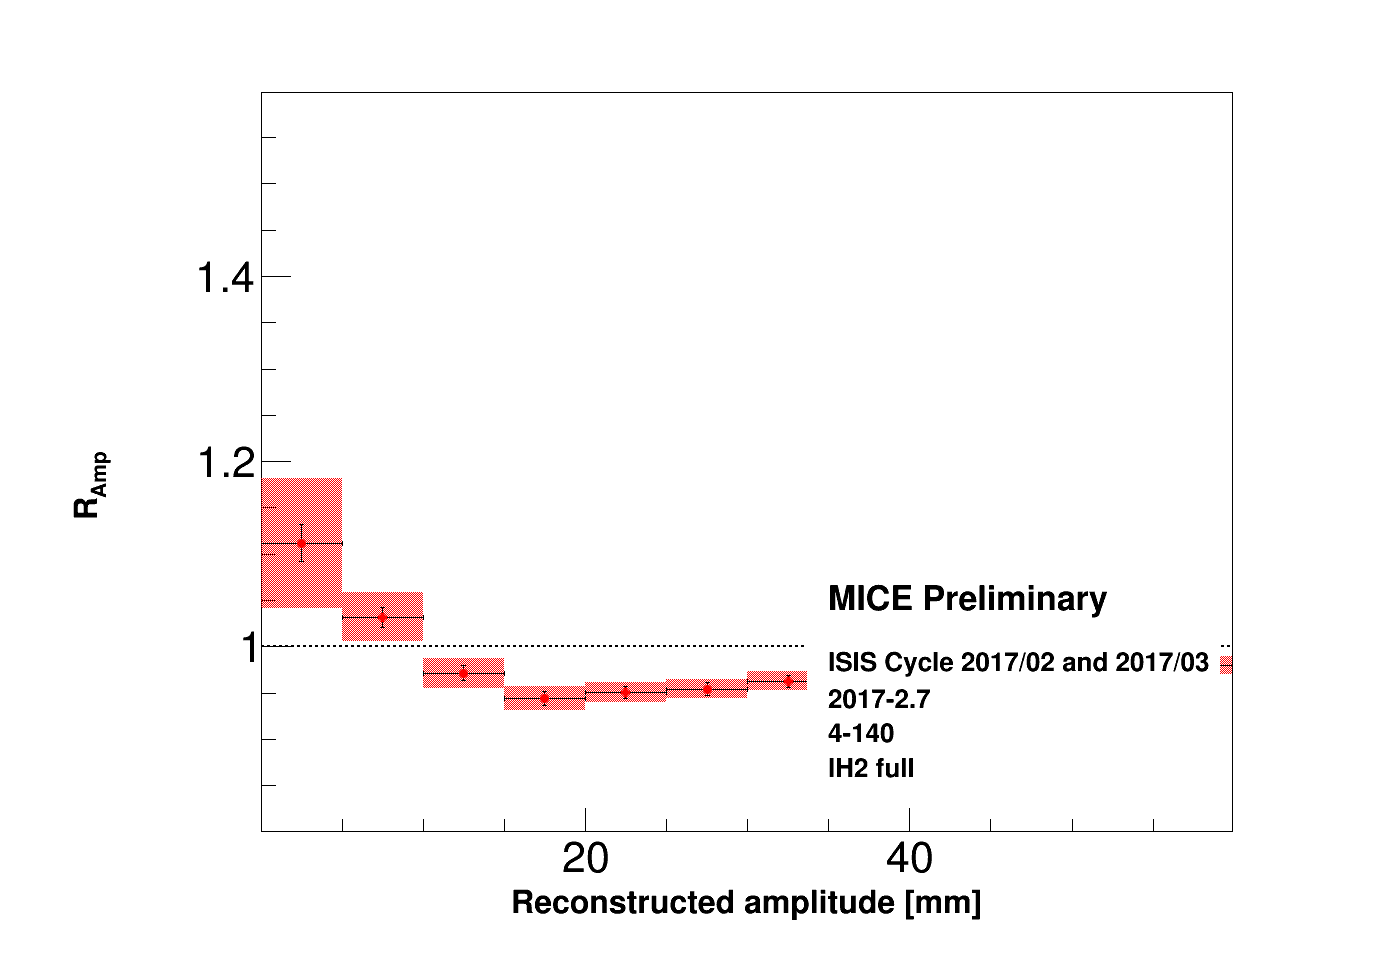 1.4
1.2
1
R_Amp
MICE Preliminary
ISIS Cycle 2017/02 and 2017/03
2017-2.7
4-140
IH2 full
20 40
Reconstructed amplitude [mm]